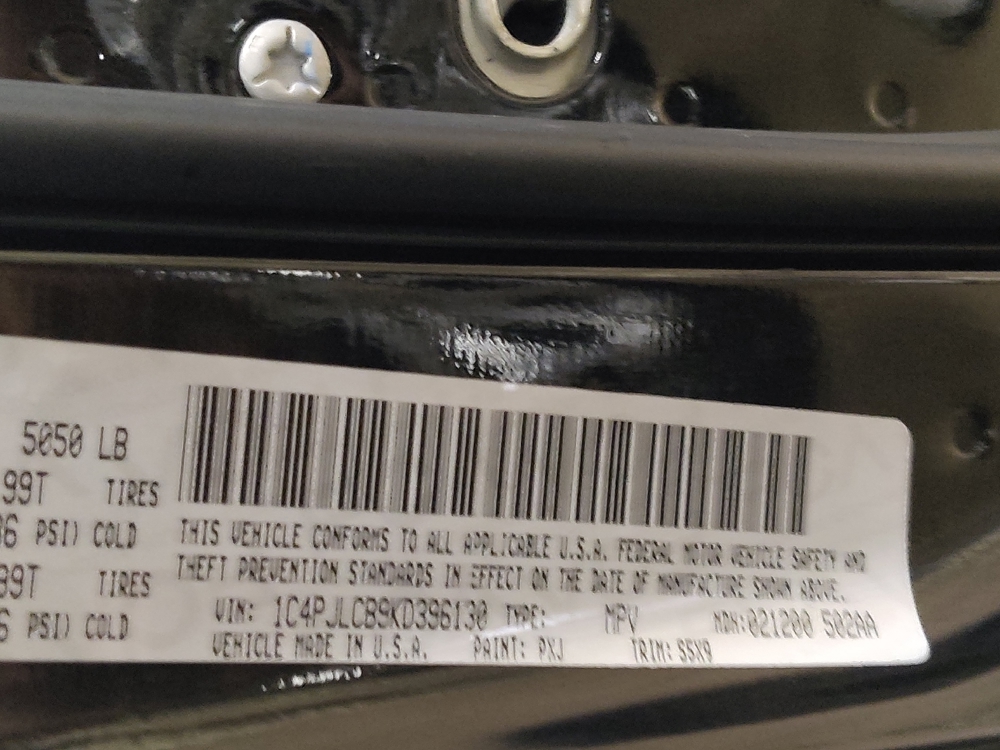 5050 LB
99T TIRES
36 PSI) COLD
THIS VEHICLE CONFORMS TO ALL APPLICABLE U.S.A. FEDERAL MOTOR VEHICLE SAFETY AND
THEFT PREVENTION STANDARDS IN EFFECT ON THE DATE OF MANUFACTURE SHOWN ABOVE.
99T TIRES
6 PSI) COLD
VIN: 1C4PJLCB9KD396130 TYPE: MPV MDH:021200 502AA
VEHICLE MADE IN U.S.A. PAINT: PXJ TRIM: S5X9